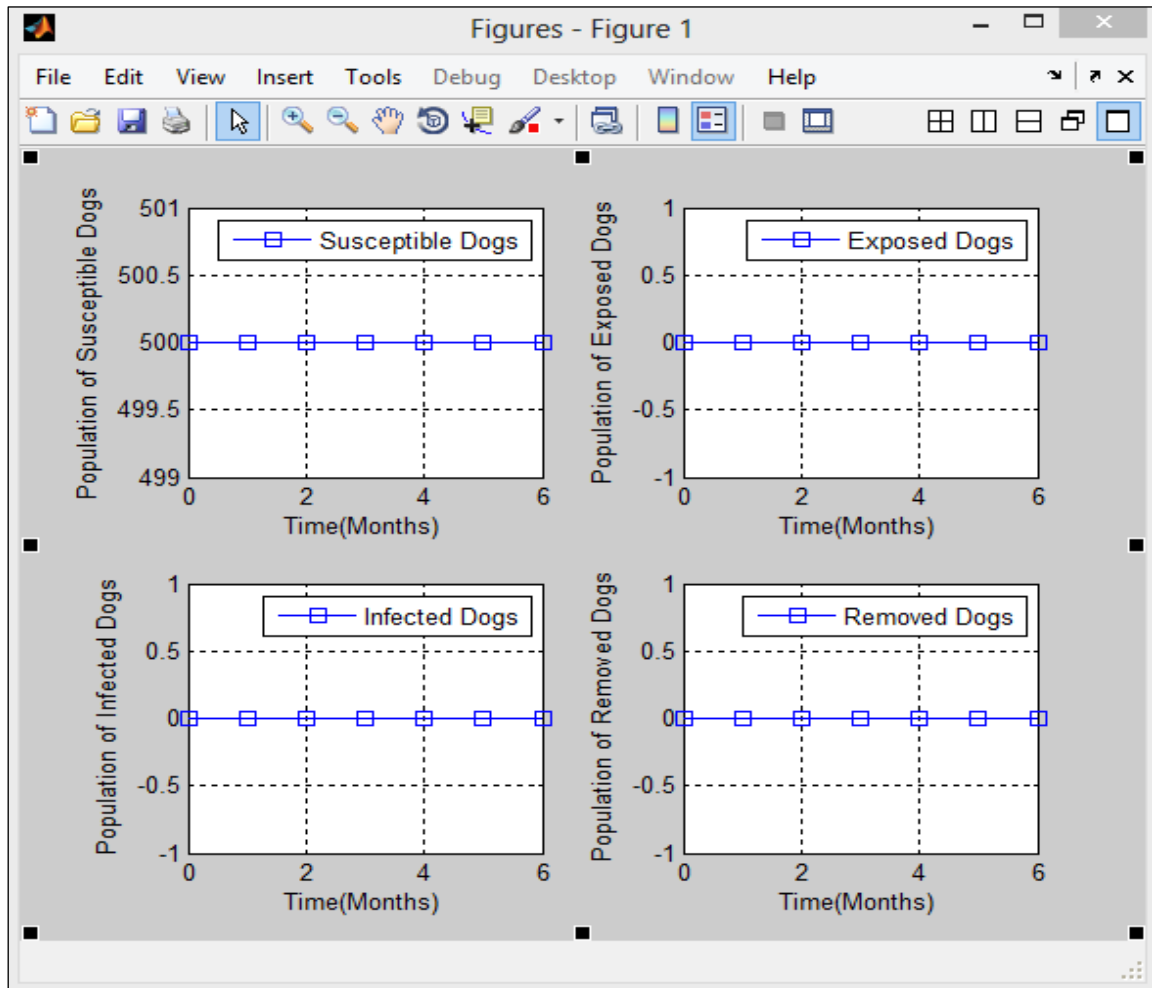 Figures - Figure 1
File Edit View Insert Tools Debug Desktop Window Help
Population of Susceptible Dogs
501
500.5
500
499.5
499
Susceptible Dogs
0 2 4 6
Time(Months)
Population of Exposed Dogs
1
0.5
0
-0.5
-1
Exposed Dogs
0 2 4 6
Time(Months)
Population of Infected Dogs
1
0.5
0
-0.5
-1
Infected Dogs
0 2 4 6
Time(Months)
Population of Removed Dogs
1
0.5
0
-0.5
-1
Removed Dogs
0 2 4 6
Time(Months)